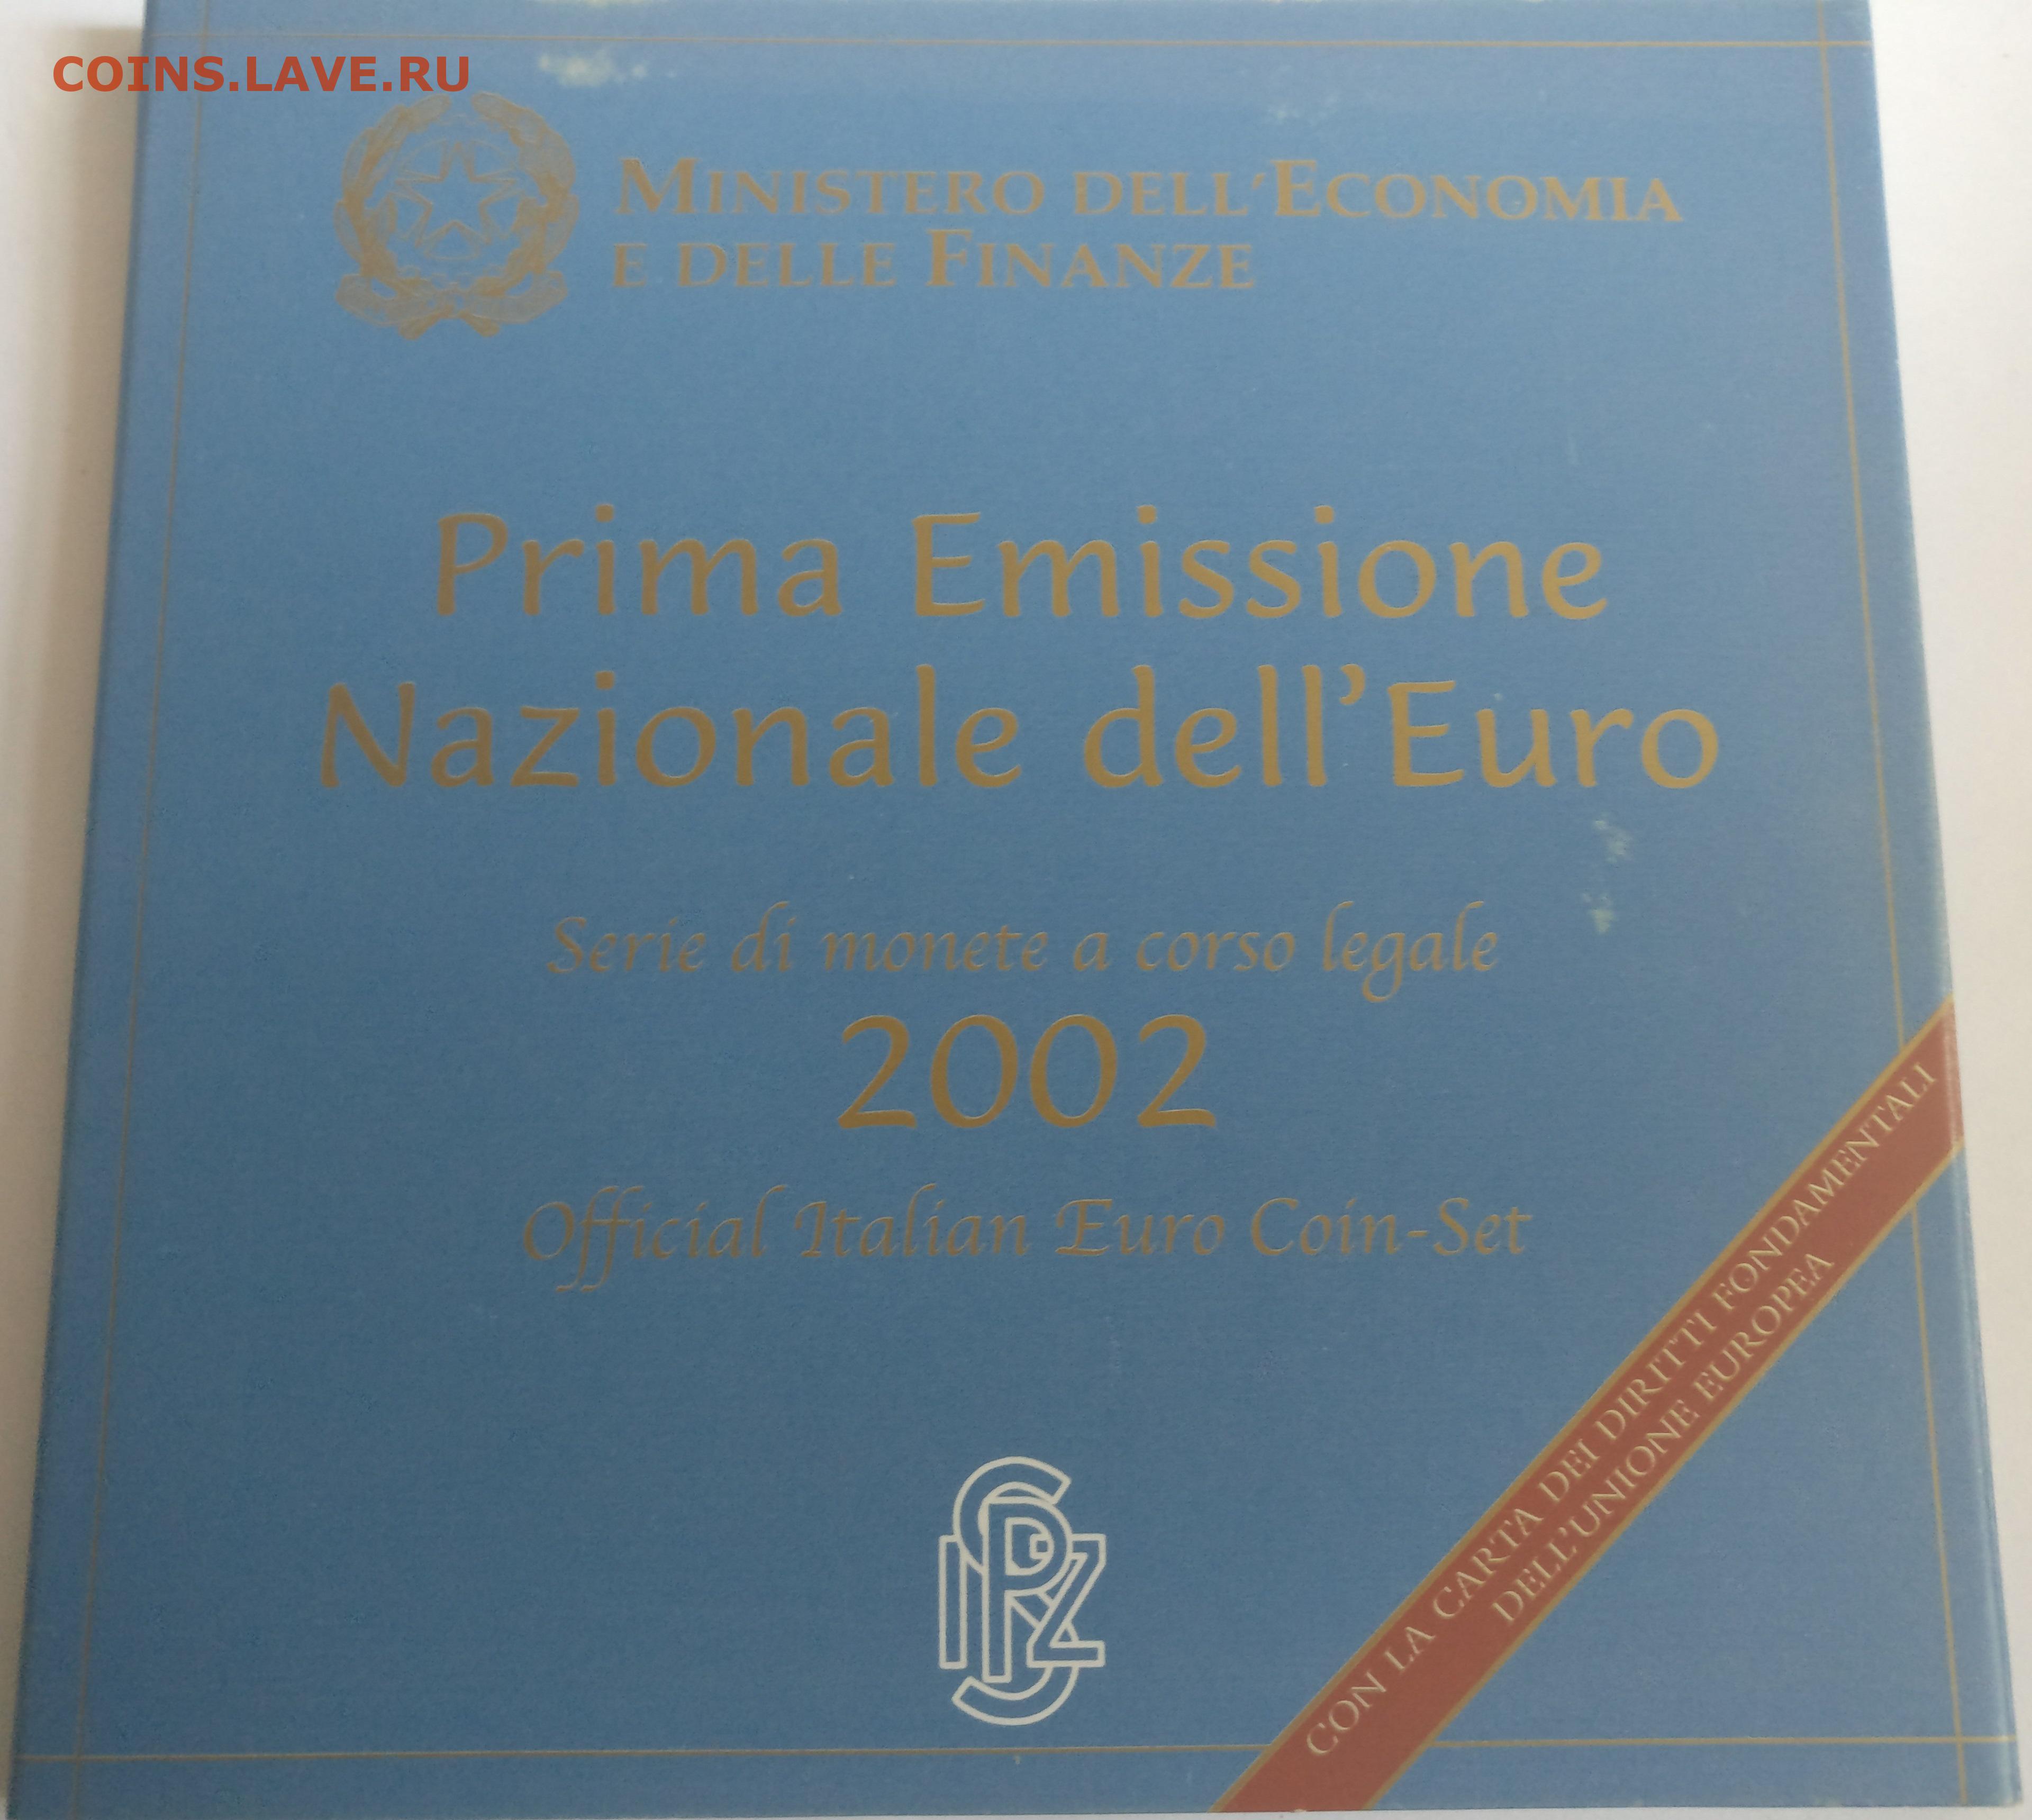 COINS.LAVE.RU
MINISTERO DELL'ECONOMIA
E DELLE FINANZE
Prima Emissione
Nazionale dell'Euro
Serie di monete a corso legale
2002
Official Italian Euro Coin-Set
CON LA CARTA DEI DIRITTI FONDAMENTALI
DELL'UNIONE EUROPEA
IPZS